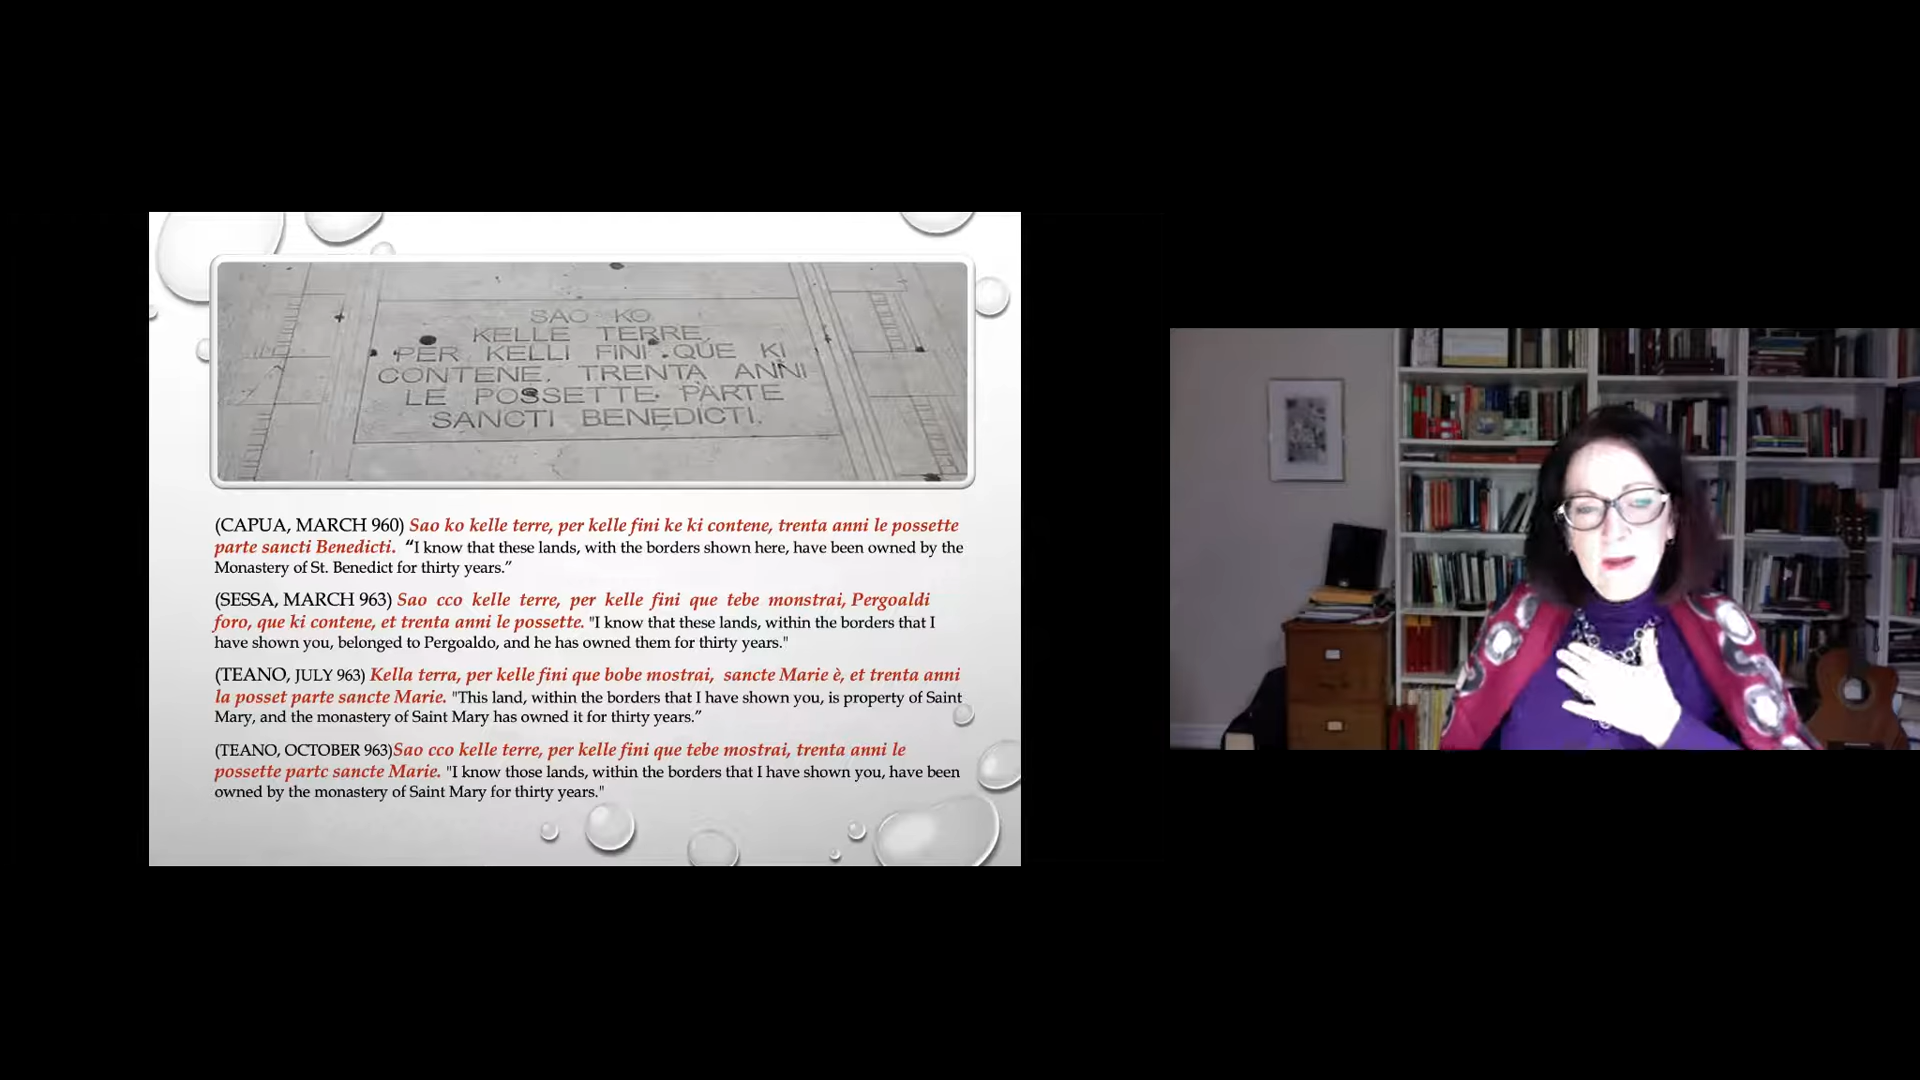 SAO KO
KELLE TERRE,
PER KELLI FINI QUE KI
CONTENE, TRENTA ANNI
LE POSSETTE PARTE
SANCTI BENEDICTI.
(CAPUA, MARCH 960) Sao ko kelle terre, per kelle fini ke ki contene, trenta anni le possette
parte sancti Benedicti. “I know that these lands, with the borders shown here, have been owned by the
Monastery of St. Benedict for thirty years.”
(SESSA, MARCH 963) Sao cco kelle terre, per kelle fini que tebe monstrai, Pergoaldi
foro, que ki contene, et trenta anni le possette. "I know that these lands, within the borders that I
have shown you, belonged to Pergoaldo, and he has owned them for thirty years."
(TEANO, JULY 963) Kella terra, per kelle fini que bobe mostrai, sancte Marie è, et trenta anni
la posset parte sancte Marie. "This land, within the borders that I have shown you, is property of Saint
Mary, and the monastery of Saint Mary has owned it for thirty years.”
(TEANO, OCTOBER 963)Sao cco kelle terre, per kelle fini que tebe mostrai, trenta anni le
possette partc sancte Marie. "I know those lands, within the borders that I have shown you, have been
owned by the monastery of Saint Mary for thirty years."